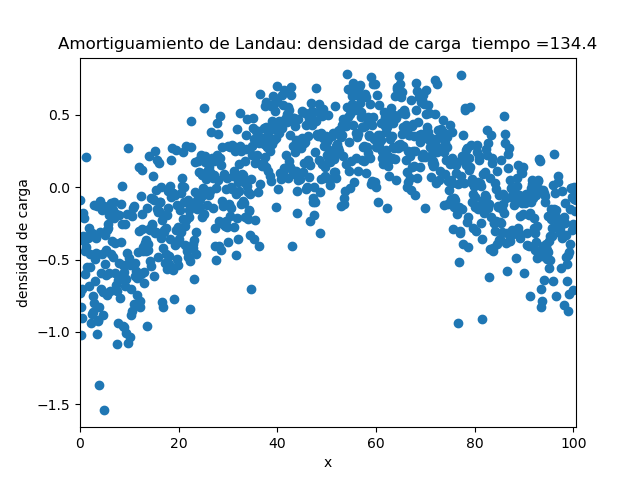 Amortiguamiento de Landau: densidad de carga  tiempo =134.4
densidad de carga
0.5
0.0
−0.5
−1.0
−1.5
0 20 40 60 80 100
x